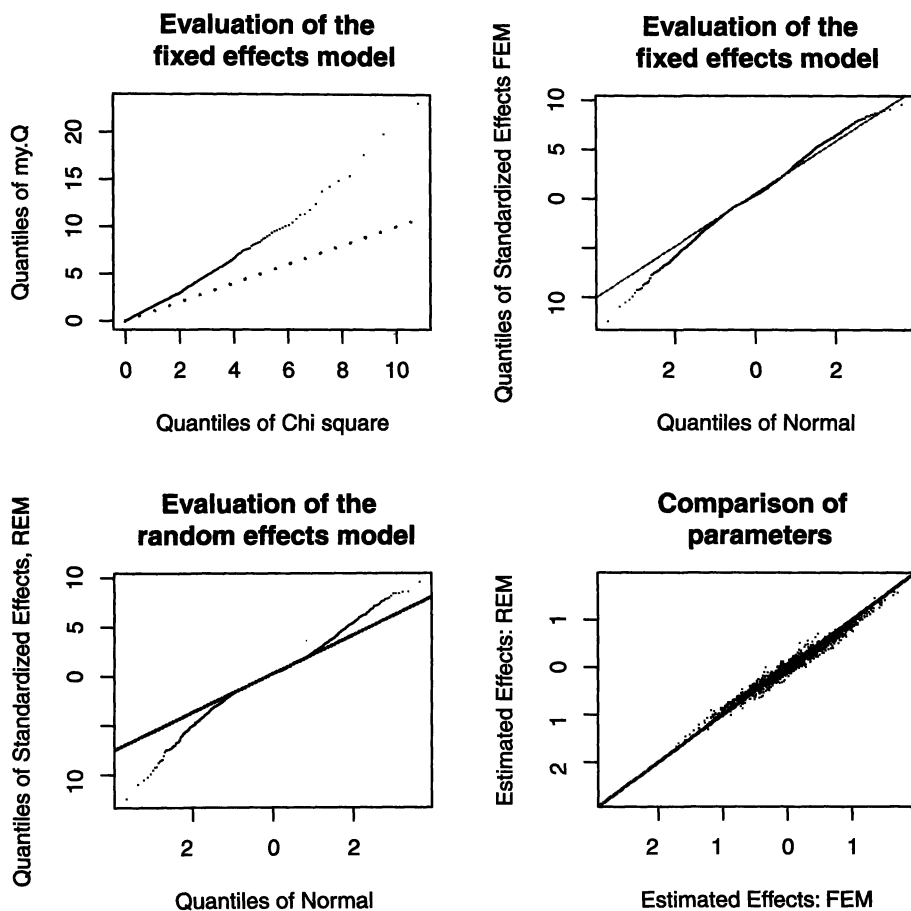 Evaluation of the
fixed effects model
Quantiles of my.Q
20
15
10
5
0
0 2 4 6 8 10
Quantiles of Chi square
Evaluation of the
fixed effects model
Quantiles of Standardized Effects FEM
10
5
0
10
2 0 2
Quantiles of Normal
Evaluation of the
random effects model
Quantiles of Standardized Effects, REM
10
5
0
10
2 0 2
Quantiles of Normal
Comparison of
parameters
Estimated Effects: REM
1
0
1
2
2 1 0 1
Estimated Effects: FEM